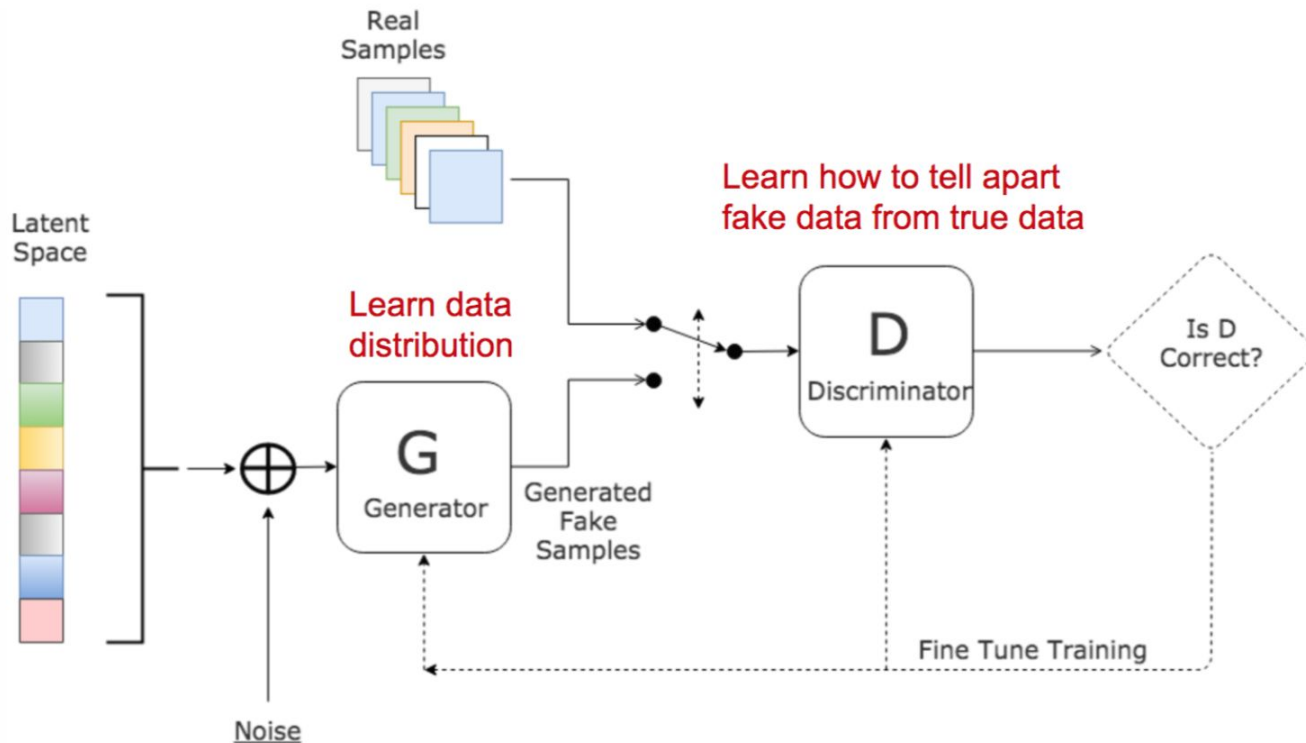 Real
Samples
Learn how to tell apart
fake data from true data
Latent
Space
Learn data
distribution
Is D
Correct?
D
Discriminator
G
Generator
Generated
Fake
Samples
Fine Tune Training
Noise